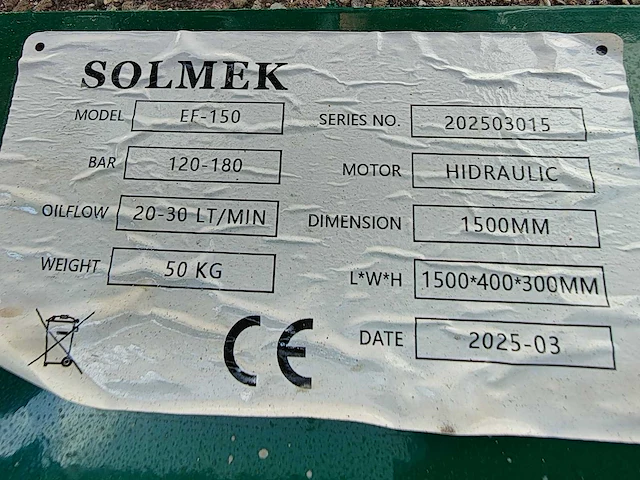 SOLMEK
MODEL EF-150 SERIES NO. 202503015
BAR 120-180 MOTOR HIDRAULIC
OILFLOW 20-30 LT/MIN DIMENSION 1500MM
WEIGHT 50 KG L*W*H 1500*400*300MM
CE DATE 2025-03